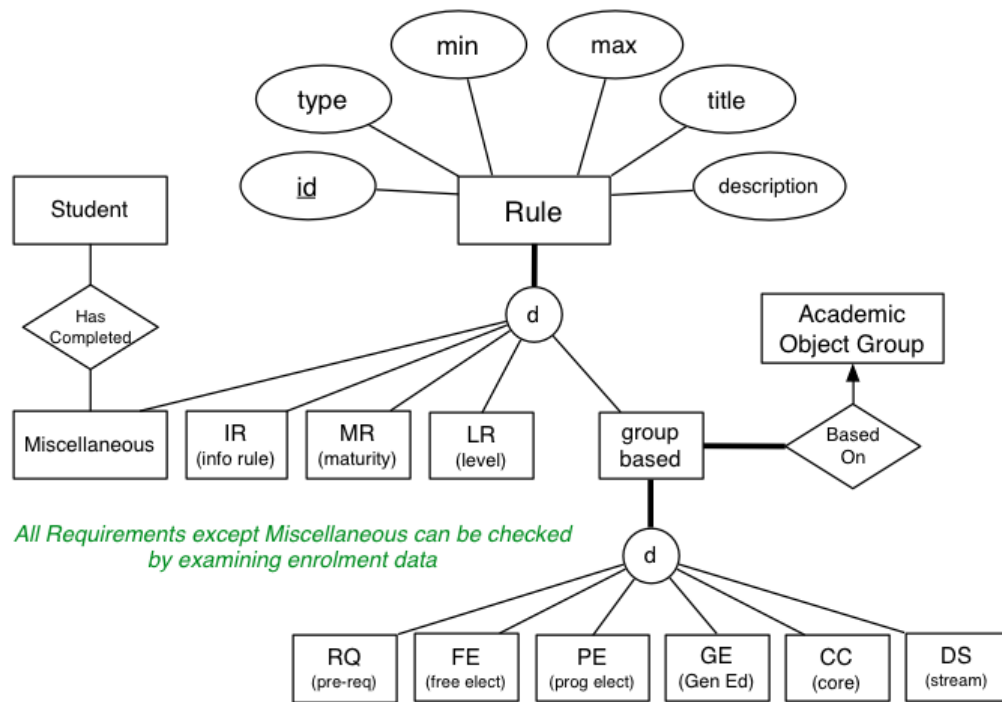 min
max
type
title
id
description
Student
Rule
Has
Completed
d
Academic
Object Group
Miscellaneous
IR
(info rule)
MR
(maturity)
LR
(level)
group
based
Based
On
All Requirements except Miscellaneous can be checked
by examining enrolment data
d
RQ
(pre-req)
FE
(free elect)
PE
(prog elect)
GE
(Gen Ed)
CC
(core)
DS
(stream)